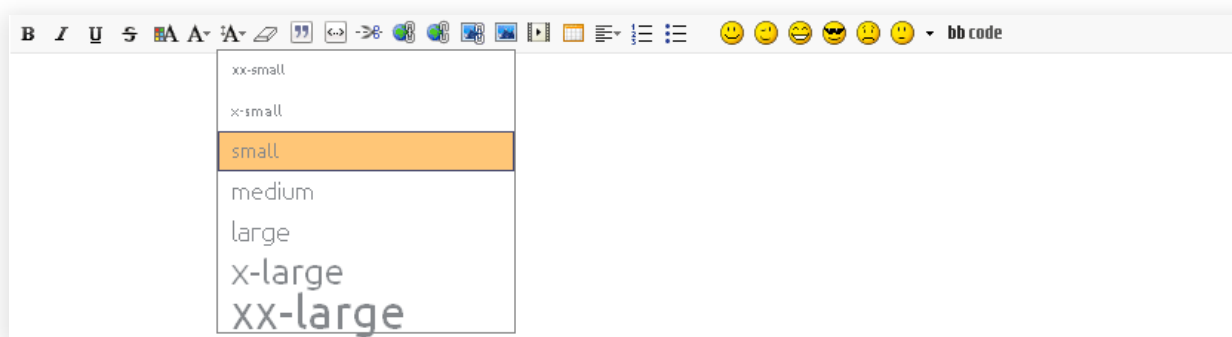 B I U S A A A bb code
xx-small
x-small
small
medium
large
x-large
xx-large